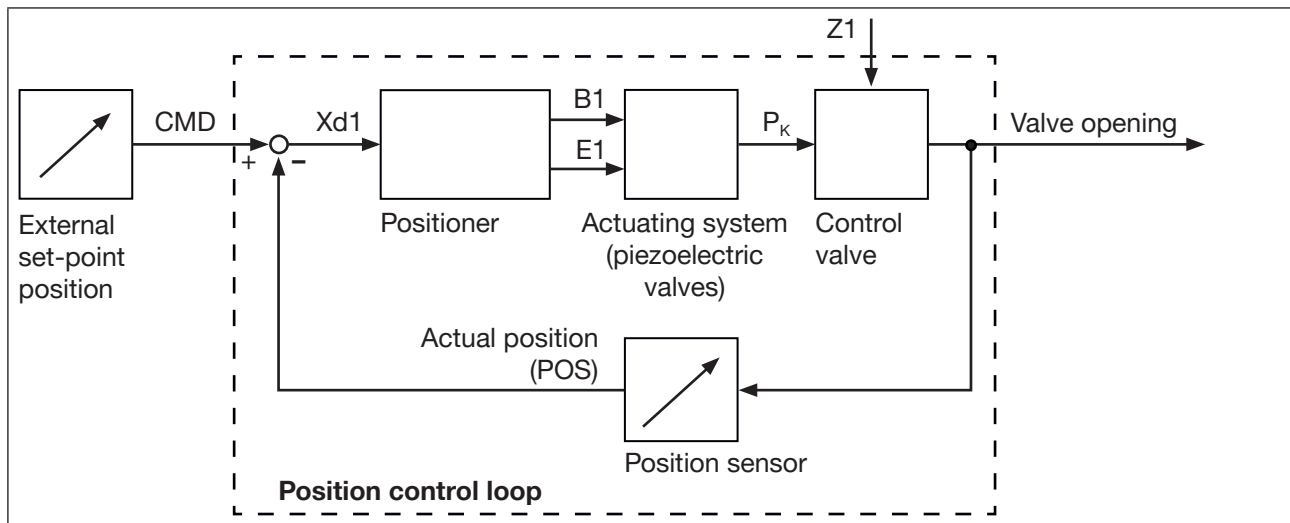 Z1
CMD
+
−
Xd1
B1
E1
P_K
Valve opening
External
set-point
position
Positioner
Actuating system
(piezoelectric
valves)
Control
valve
Actual position
(POS)
Position sensor
Position control loop